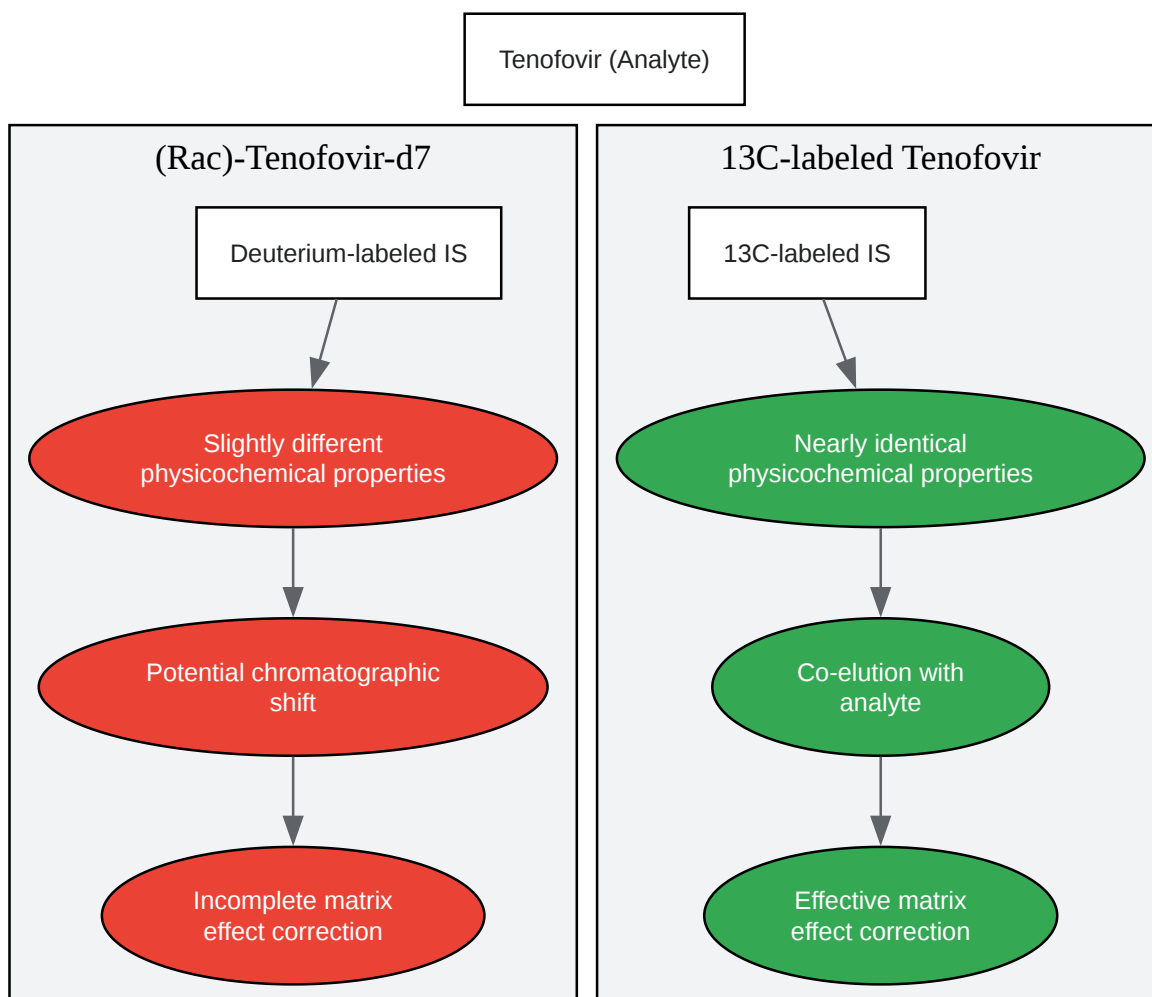 Tenofovir (Analyte)
(Rac)-Tenofovir-d7
Deuterium-labeled IS
Slightly different
physicochemical properties
Potential chromatographic
shift
Incomplete matrix
effect correction
13C-labeled Tenofovir
13C-labeled IS
Nearly identical
physicochemical properties
Co-elution with
analyte
Effective matrix
effect correction